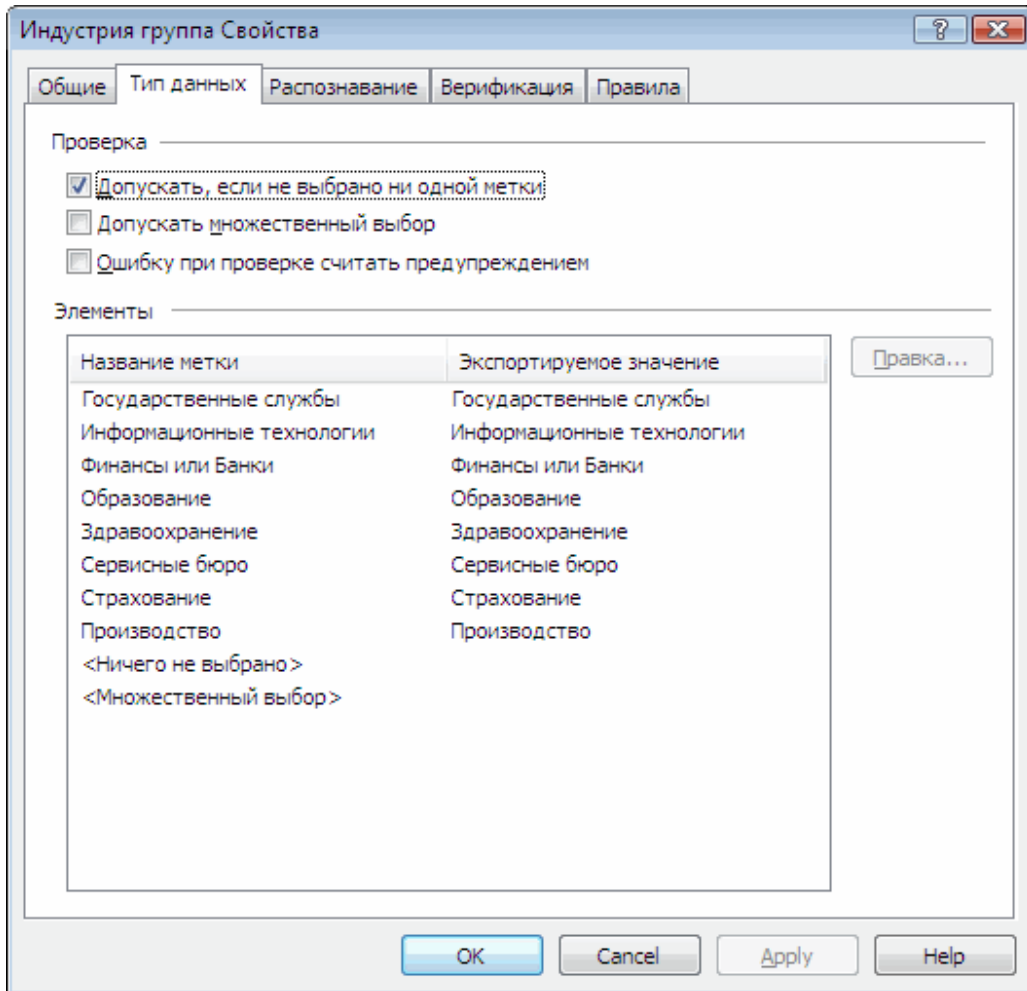 Индустрия группа Свойства
Общие Тип данных Распознавание Верификация Правила
Проверка
Допускать, если не выбрано ни одной метки
Допускать множественный выбор
Ошибку при проверке считать предупреждением
Элементы
Название метки Экспортируемое значение Правка...
Государственные службы Государственные службы
Информационные технологии Информационные технологии
Финансы или Банки Финансы или Банки
Образование Образование
Здравоохранение Здравоохранение
Сервисные бюро Сервисные бюро
Страхование Страхование
Производство Производство
<Ничего не выбрано>
<Множественный выбор>
OK Cancel Apply Help